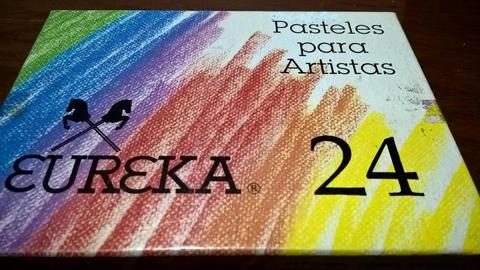 Pasteles
para
Artistas
EUREKA ®
24